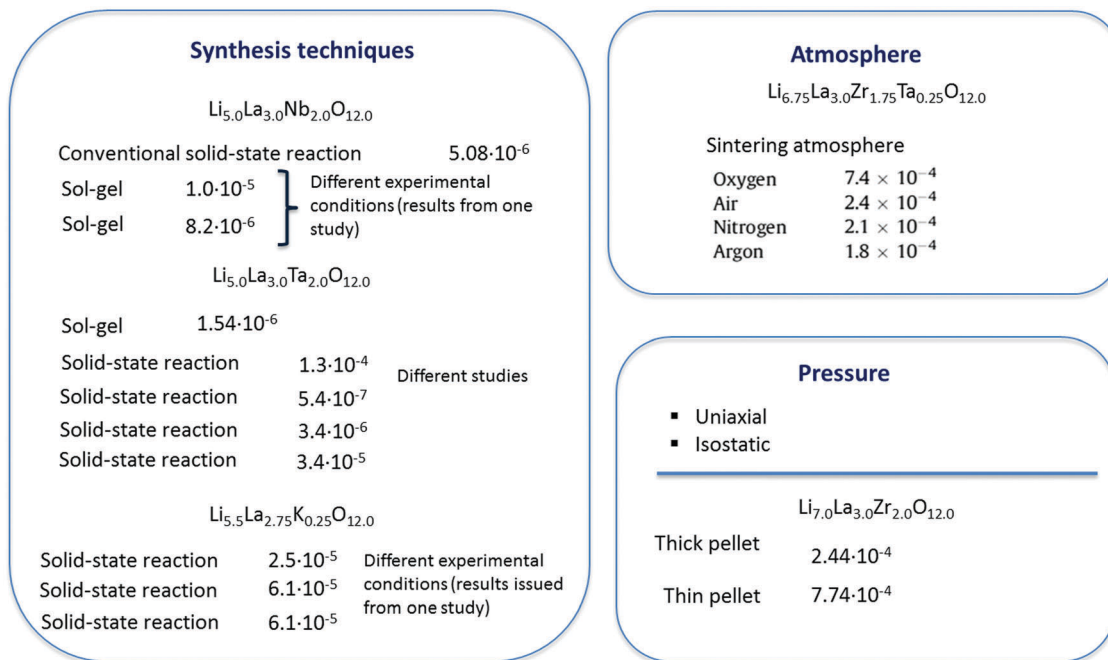 Synthesis techniques
Li5.0La3.0Nb2.0O12.0
Conventional solid-state reaction 5.08·10-6
Sol-gel 1.0·10-5
Sol-gel 8.2·10-6
Different experimental
conditions (results from one
study)
Li5.0La3.0Ta2.0O12.0
Sol-gel 1.54·10-6
Solid-state reaction 1.3·10-4
Solid-state reaction 5.4·10-7
Solid-state reaction 3.4·10-6
Solid-state reaction 3.4·10-5
Different studies
Li5.5La2.75K0.25O12.0
Solid-state reaction 2.5·10-5
Solid-state reaction 6.1·10-5
Solid-state reaction 6.1·10-5
Different experimental
conditions (results issued
from one study)
Atmosphere
Li6.75La3.0Zr1.75Ta0.25O12.0
Sintering atmosphere
Oxygen 7.4 × 10−4
Air 2.4 × 10−4
Nitrogen 2.1 × 10−4
Argon 1.8 × 10−4
Pressure
▪ Uniaxial
▪ Isostatic
Li7.0La3.0Zr2.0O12.0
Thick pellet 2.44·10-4
Thin pellet 7.74·10-4